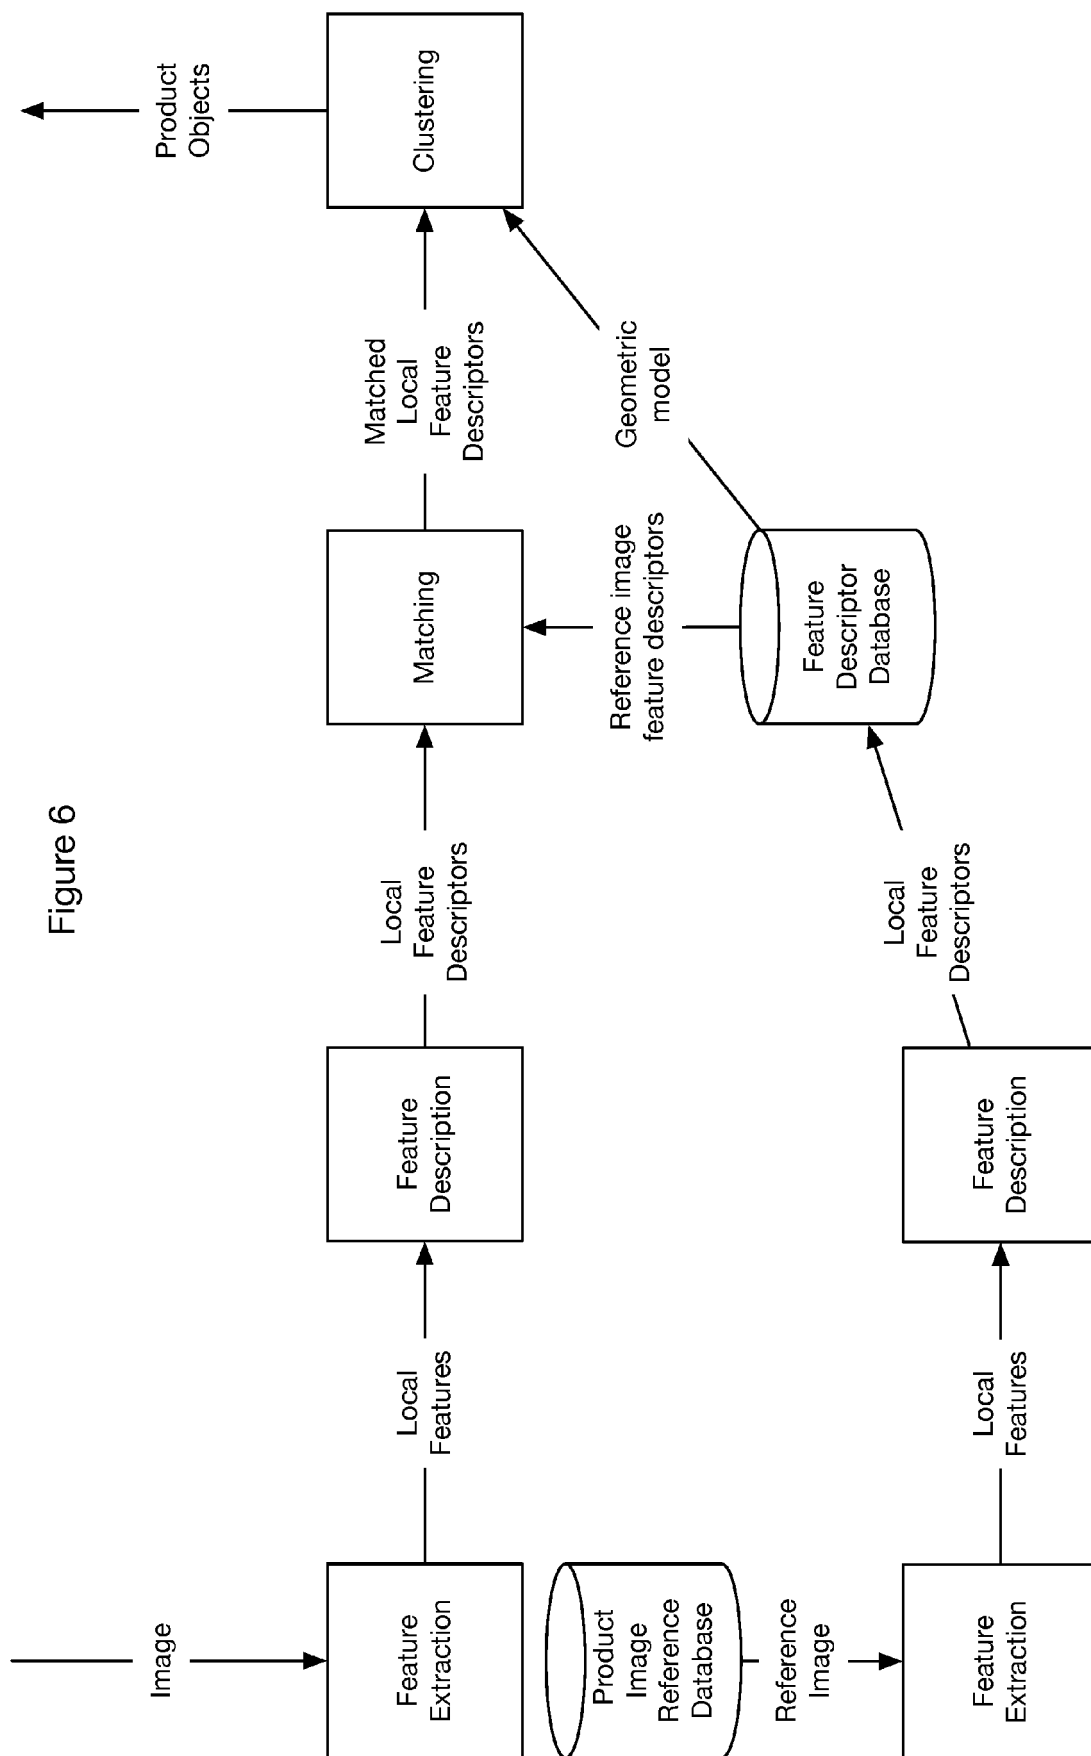 Figure 6
Image
Feature
Extraction
Local
Features
Feature
Description
Local
Feature
Descriptors
Matching
Matched
Local
Feature
Descriptors
Clustering
Product
Objects
Product
Image
Reference
Database
Reference
Image
Feature
Extraction
Local
Features
Feature
Description
Local
Feature
Descriptors
Feature
Descriptor
Database
Reference image
feature descriptors
Geometric
model